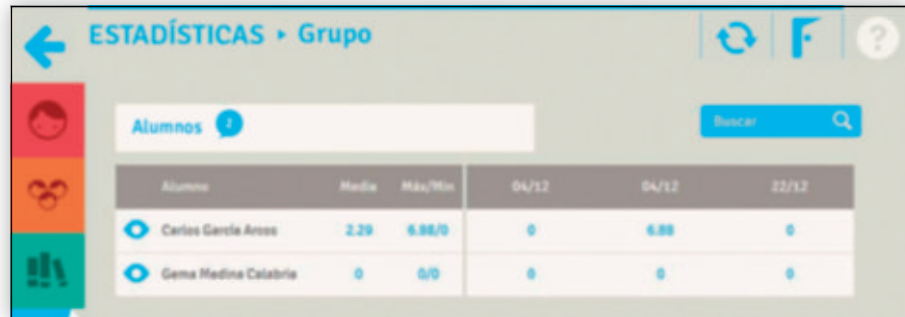 ESTADÍSTICAS ▸ Grupo
?
Alumnos 2
Buscar
Alumno Media Máx/Min 04/12 04/12 22/12
Carlos García Arcos 2.29 6.88/0 0 6.88 0
Gema Medina Calabria 0 0/0 0 0 0